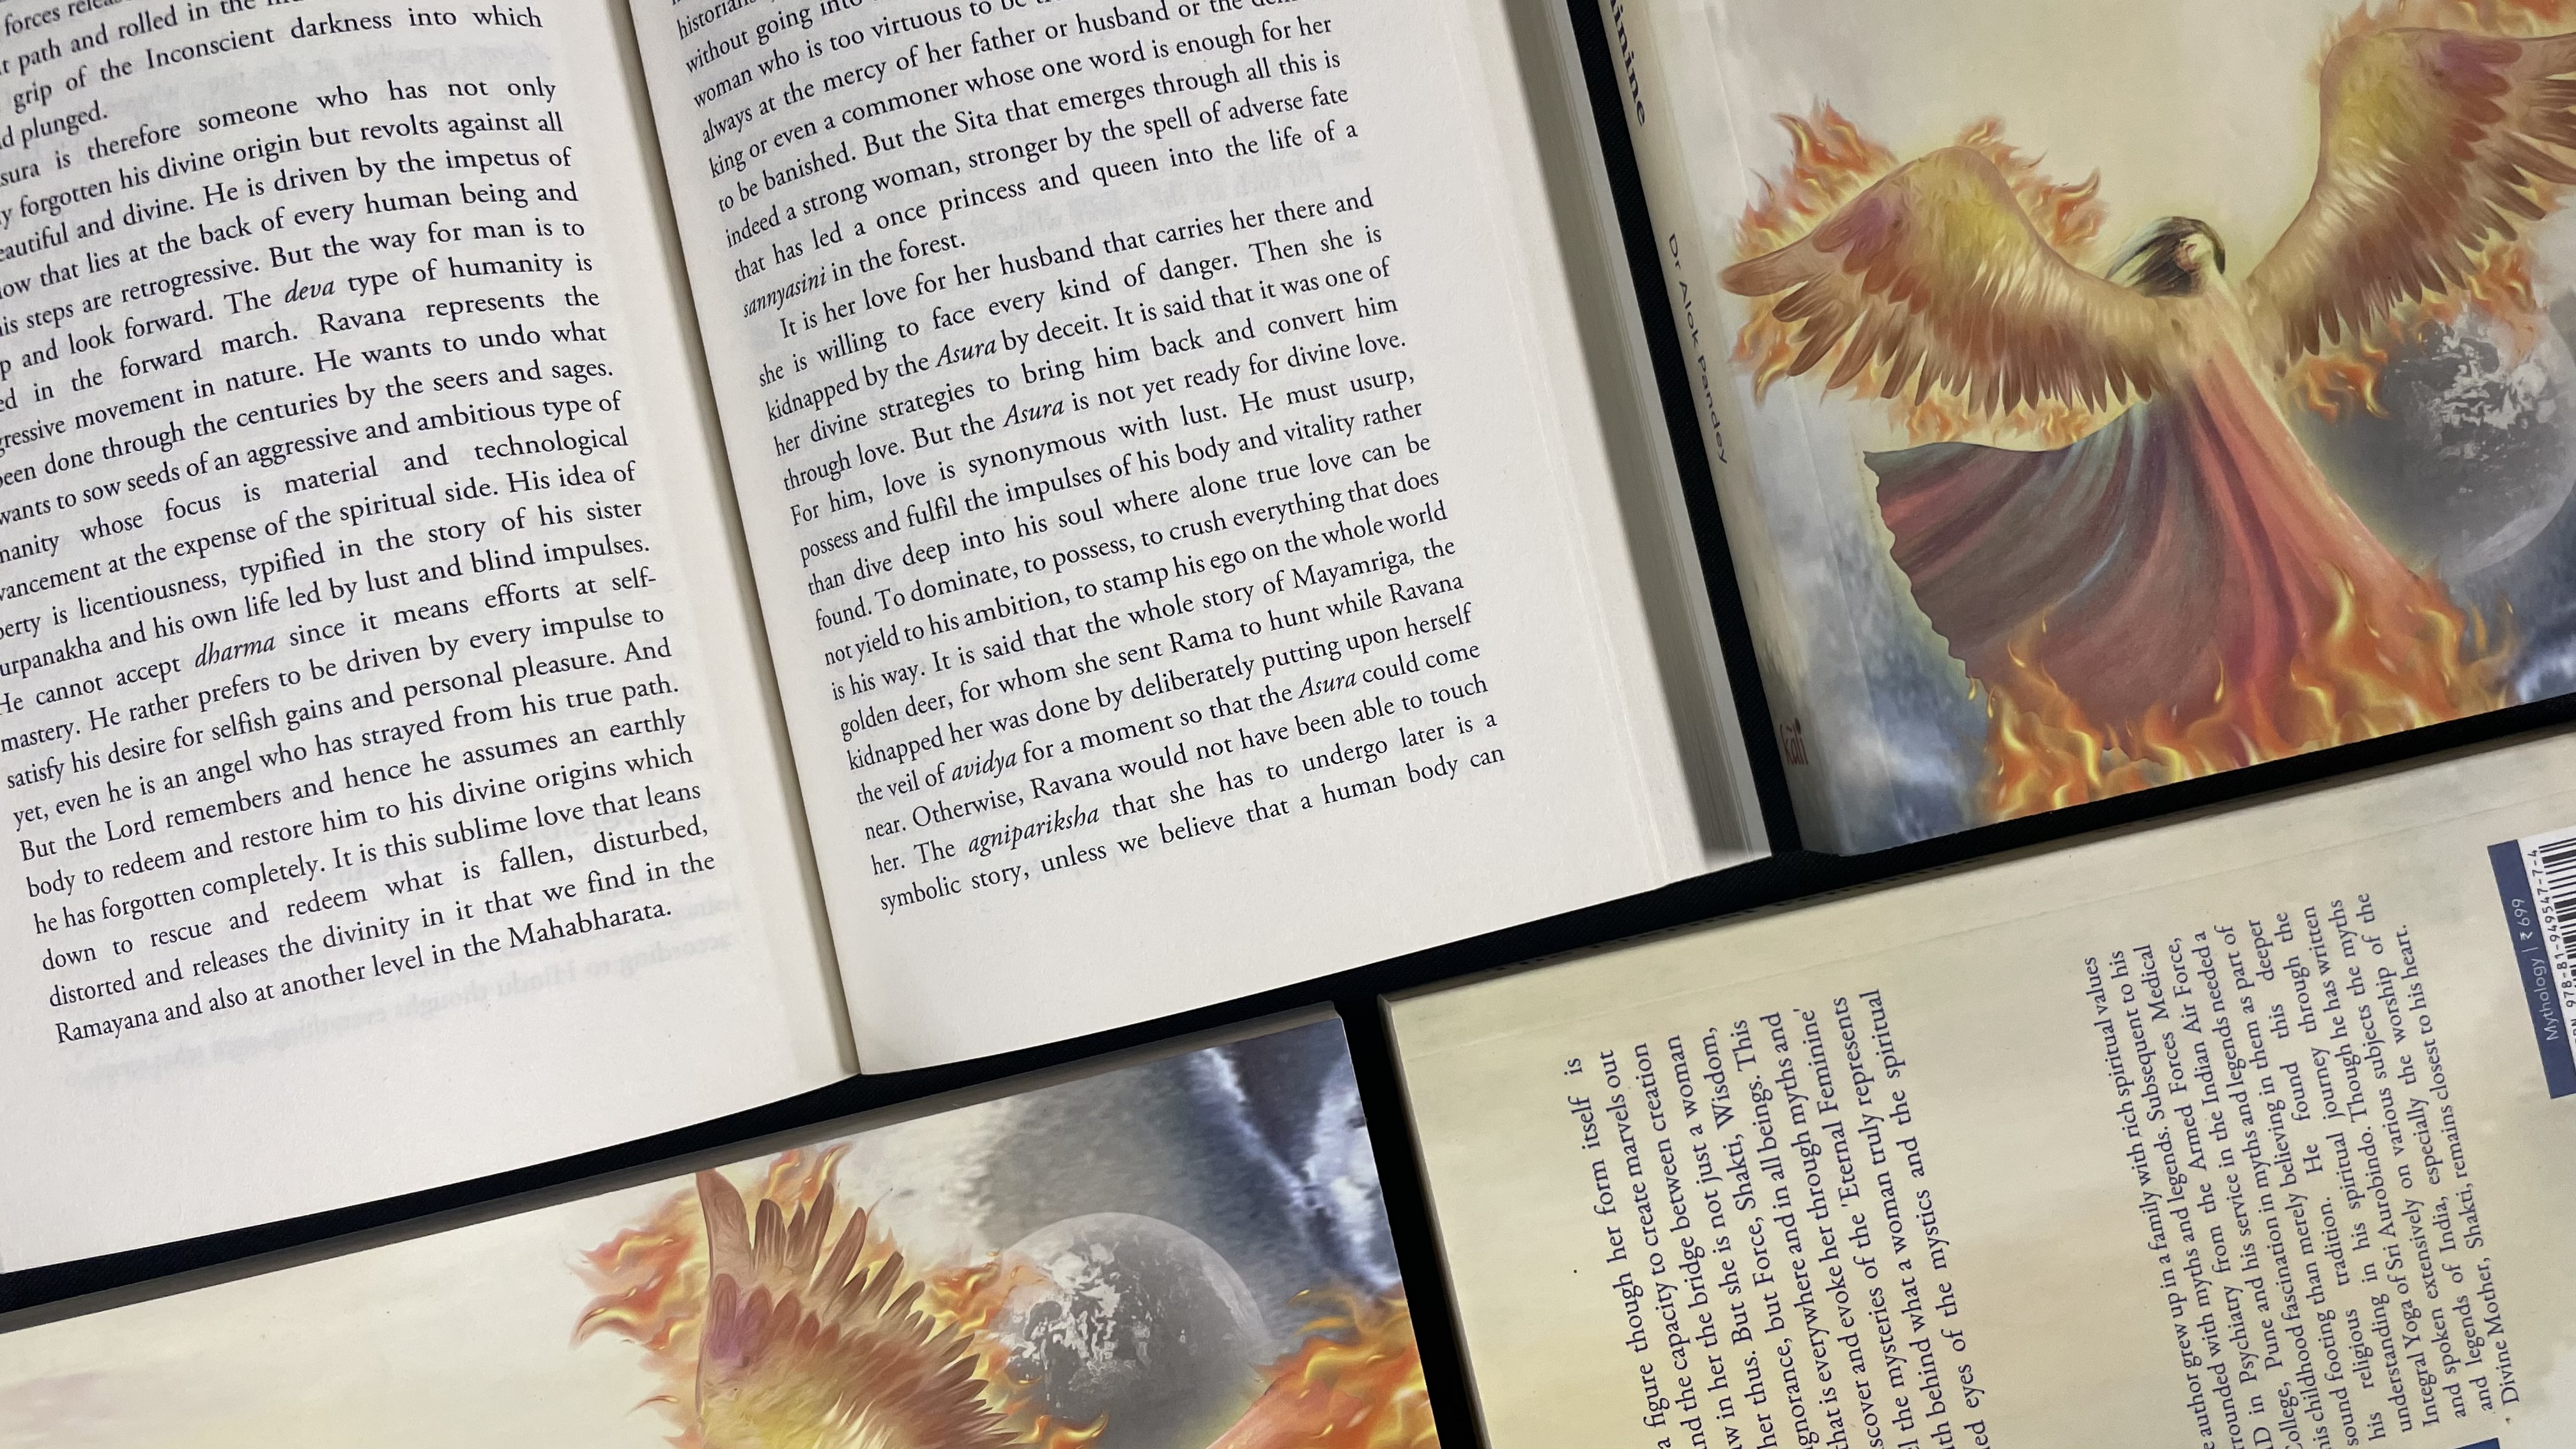 forces
path and rolled in the
grip of the Inconscient darkness into which
plunged.
is therefore someone who has not only
forgotten his divine origin but revolts against all
and divine. He is driven by the impetus of
that lies at the back of every human being and
steps are retrogressive. But the way for man is to
and look forward. The deva type of humanity is
in the forward march. Ravana represents the
movement in nature. He wants to undo what
been done through the centuries by the seers and sages.
wants to sow seeds of an aggressive and ambitious type of
whose focus is material and technological
at the expense of the spiritual side. His idea of
is licentiousness, typified in the story of his sister
and his own life led by lust and blind impulses.
He cannot accept dharma since it means efforts at self-
mastery. He rather prefers to be driven by every impulse to
satisfy his desire for selfish gains and personal pleasure. And
yet, even he is an angel who has strayed from his true path.
But the Lord remembers and hence he assumes an earthly
body to redeem and restore him to his divine origins which
he has forgotten completely. It is this sublime love that leans
down to rescue and redeem what is fallen, disturbed,
distorted and releases the divinity in it that we find in the
Ramayana and also at another level in the Mahabharata.
without going into
woman who is too virtuous to be
always at the mercy of her father or husband or the
king or even a commoner whose one word is enough for her
to be banished. But the Sita that emerges through all this is
indeed a strong woman, stronger by the spell of adverse fate
that has led a once princess and queen into the life of a
sannyasini in the forest.
It is her love for her husband that carries her there and
she is willing to face every kind of danger. Then she is
kidnapped by the Asura by deceit. It is said that it was one of
her divine strategies to bring him back and convert him
through love. But the Asura is not yet ready for divine love.
For him, love is synonymous with lust. He must usurp,
possess and fulfil the impulses of his body and vitality rather
than dive deep into his soul where alone true love can be
found. To dominate, to possess, to crush everything that does
not yield to his ambition, to stamp his ego on the whole world
is his way. It is said that the whole story of Mayamriga, the
golden deer, for whom she sent Rama to hunt while Ravana
kidnapped her was done by deliberately putting upon herself
the veil of avidya for a moment so that the Asura could come
near. Otherwise, Ravana would not have been able to touch
her. The agnipariksha that she has to undergo later is a
symbolic story, unless we believe that a human body can
Dr Alok Pandey
kali
a figure though her form itself is
and the capacity to create marvels out
in her the bridge between creation
her thus. But she is not just a woman
ignorance, but Force, Shakti, Wisdom,
that is everywhere and in all beings. This
discover and evoke her through myths and
the mysteries of the 'Eternal Feminine'
behind what a woman truly represents
eyes of the mystics and the spiritual
author grew up in a family with rich spiritual values
surrounded with myths and legends. Subsequent to his
in Psychiatry from the Armed Forces Medical
College, Pune and his service in the Indian Air Force,
his childhood fascination in myths and legends needed a
sound footing than merely believing in them as part of
religious tradition. He found this deeper
his understanding in his spiritual journey through the
Integral Yoga of Sri Aurobindo. Though he has written
and spoken extensively on various subjects the myths
and legends of India, especially the worship of the
Divine Mother, Shakti, remains closest to his heart.
Mythology | ₹ 699
978-81-949547-7-4